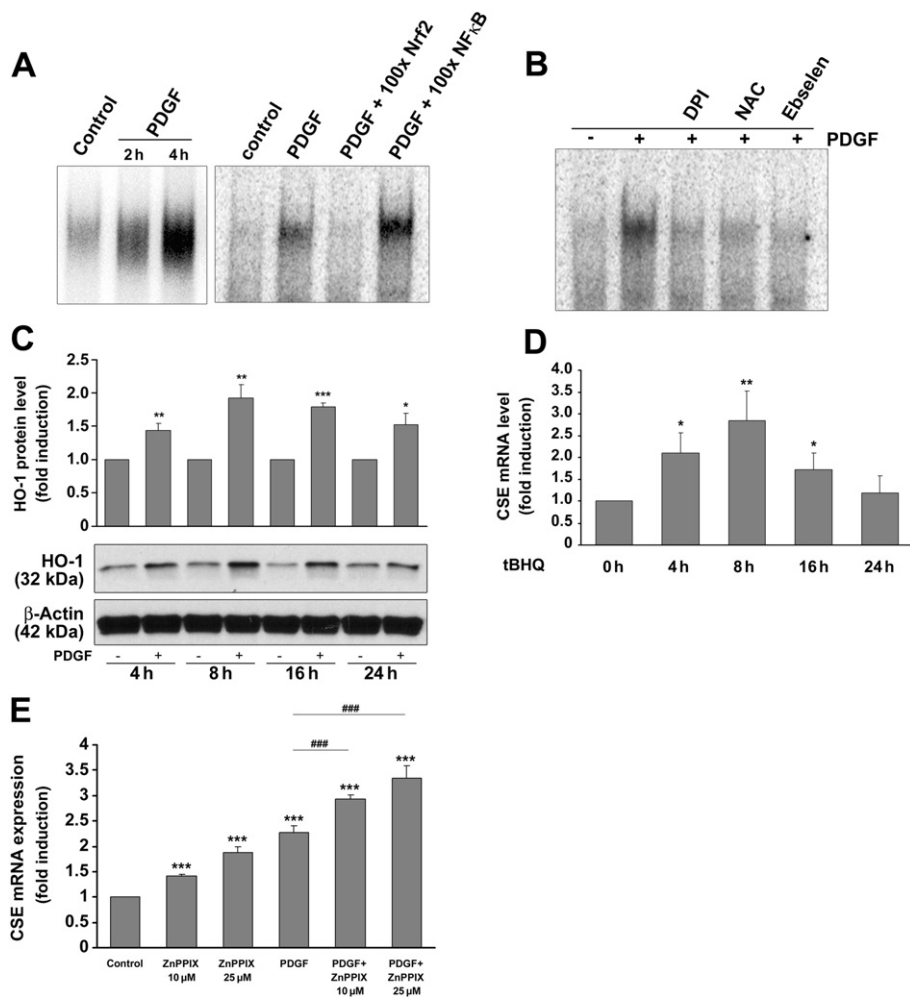 A
Control
PDGF
2 h
4 h
control
PDGF
PDGF + 100x Nrf2
PDGF + 100x NFκB
B
DPI
NAC
Ebselen
- + + + + PDGF
C
HO-1 protein level
(fold induction)
2.5
2.0
1.5
1.0
0.5
0
** ** *** *
HO-1
(32 kDa)
β-Actin
(42 kDa)
PDGF - + - + - + - +
4 h 8 h 16 h 24 h
D
CSE mRNA level
(fold induction)
4.0
3.5
3.0
2.5
2.0
1.5
1.0
0.5
0
* ** *
tBHQ 0 h 4 h 8 h 16 h 24 h
E
CSE mRNA expression
(fold induction)
4
3.5
3
2.5
2
1.5
1
0.5
0
###
###
*** *** *** *** ***
Control ZnPPIX ZnPPIX PDGF PDGF+ PDGF+
10 µM 25 µM ZnPPIX ZnPPIX
10 µM 25 µM